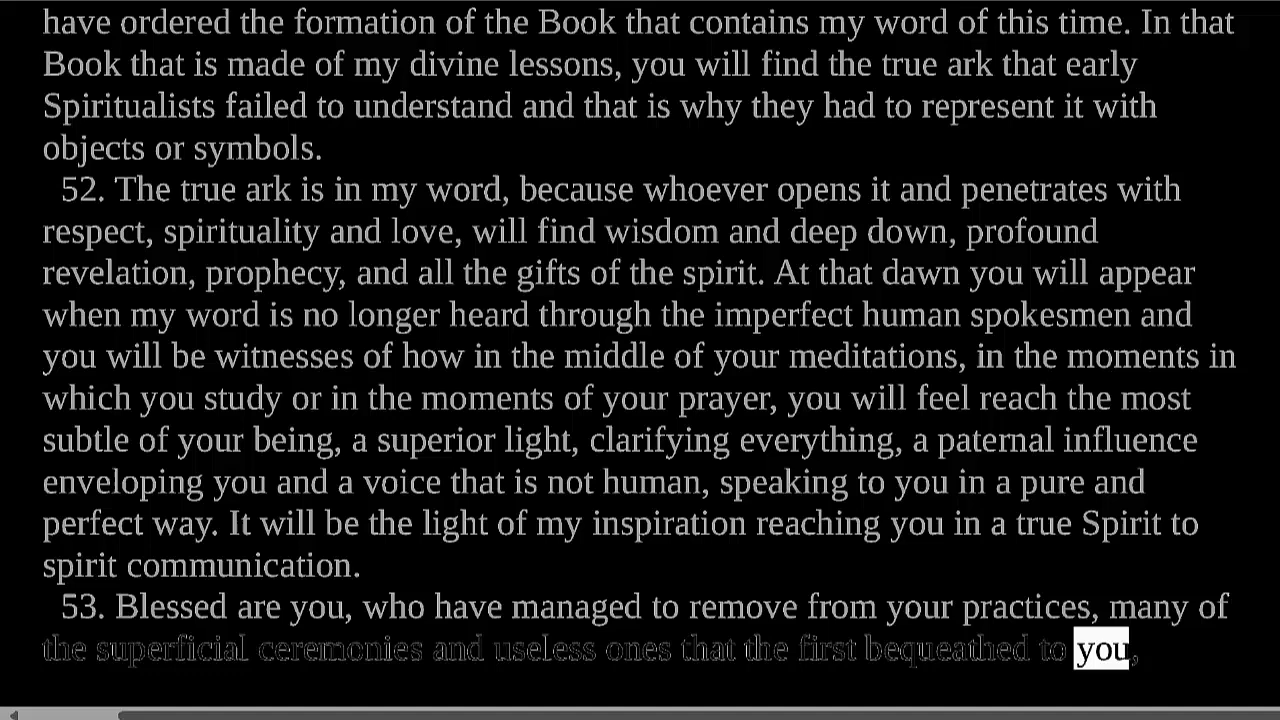 have ordered the formation of the Book that contains my word of this time. In that
Book that is made of my divine lessons, you will find the true ark that early
Spiritualists failed to understand and that is why they had to represent it with
objects or symbols.
52. The true ark is in my word, because whoever opens it and penetrates with
respect, spirituality and love, will find wisdom and deep down, profound
revelation, prophecy, and all the gifts of the spirit. At that dawn you will appear
when my word is no longer heard through the imperfect human spokesmen and
you will be witnesses of how in the middle of your meditations, in the moments in
which you study or in the moments of your prayer, you will feel reach the most
subtle of your being, a superior light, clarifying everything, a paternal influence
enveloping you and a voice that is not human, speaking to you in a pure and
perfect way. It will be the light of my inspiration reaching you in a true Spirit to
spirit communication.
53. Blessed are you, who have managed to remove from your practices, many of
the superficial ceremonies and useless ones that the first bequeathed to you,